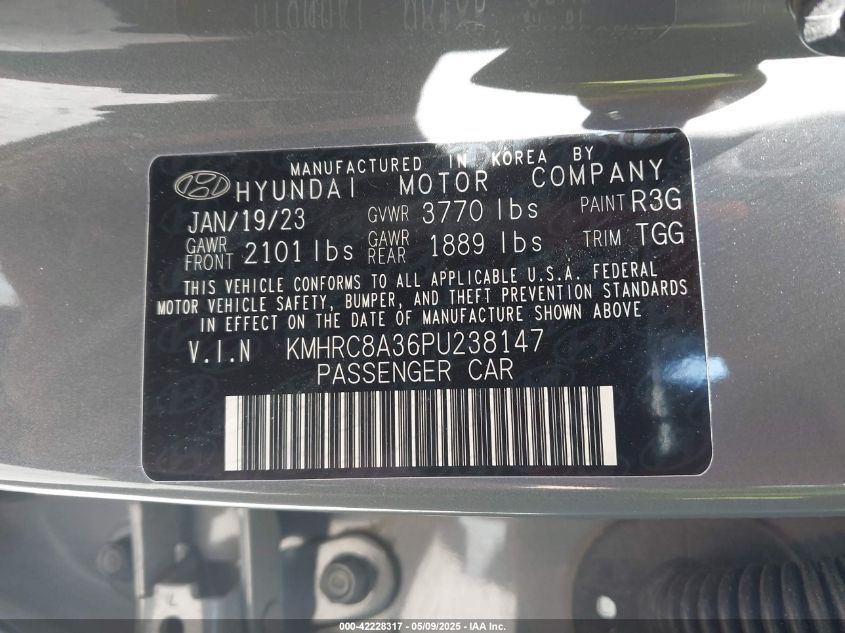 MANUFACTURED IN KOREA BY
HYUNDAI MOTOR COMPANY
JAN/19/23 GVWR 3770 lbs PAINT R3G
GAWR FRONT 2101 lbs GAWR REAR 1889 lbs TRIM TGG
THIS VEHICLE CONFORMS TO ALL APPLICABLE U.S.A. FEDERAL
MOTOR VEHICLE SAFETY, BUMPER, AND THEFT PREVENTION STANDARDS
IN EFFECT ON THE DATE OF MANUFACTURE SHOWN ABOVE
V.I.N KMHRC8A36PU238147
PASSENGER CAR
000-42228317 - 05/09/2025 - IAA Inc.